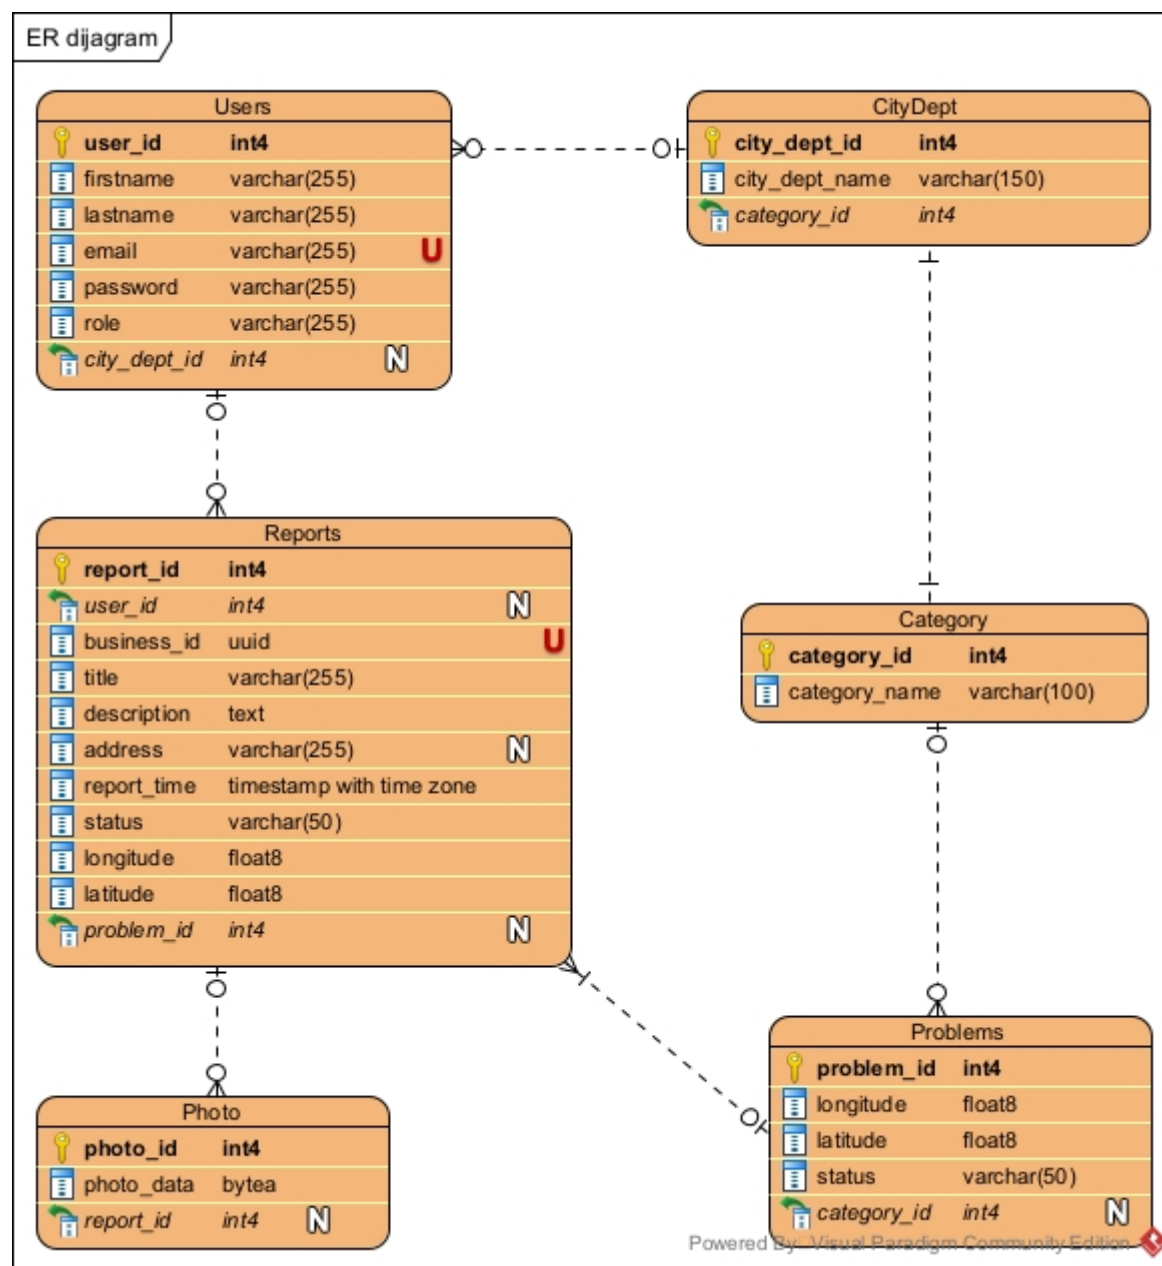 ER dijagram
Users
user_id int4
firstname varchar(255)
lastname varchar(255)
email varchar(255) U
password varchar(255)
role varchar(255)
city_dept_id int4 N
CityDept
city_dept_id int4
city_dept_name varchar(150)
category_id int4
Reports
report_id int4
user_id int4 N
business_id uuid U
title varchar(255)
description text
address varchar(255) N
report_time timestamp with time zone
status varchar(50)
longitude float8
latitude float8
problem_id int4 N
Category
category_id int4
category_name varchar(100)
Photo
photo_id int4
photo_data bytea
report_id int4 N
Problems
problem_id int4
longitude float8
latitude float8
status varchar(50)
category_id int4 N
Powered By Visual Paradigm Community Edition